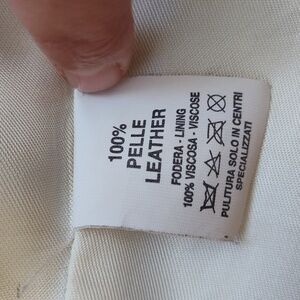 100%
PELLE
LEATHER
FODERA - LINING
100% VISCOSA - VISCOSE
PULITURA SOLO IN CENTRI
SPECIALIZZATI